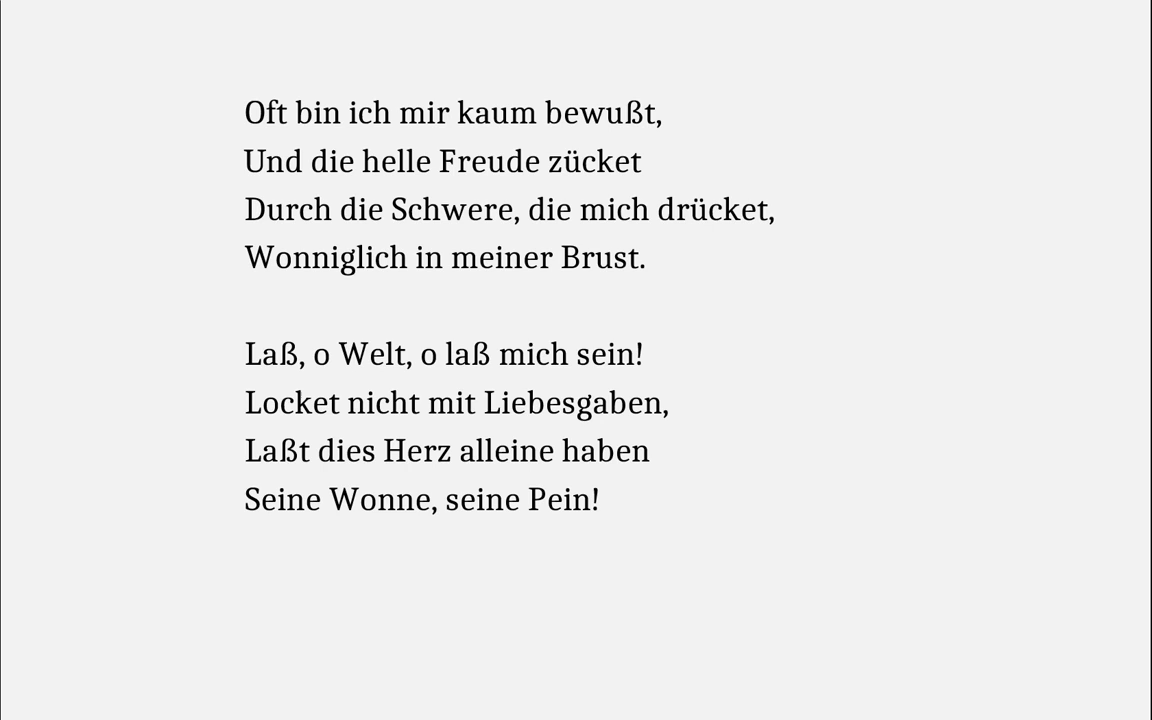 Oft bin ich mir kaum bewußt,
Und die helle Freude zücket
Durch die Schwere, die mich drücket,
Wonniglich in meiner Brust.
Laß, o Welt, o laß mich sein!
Locket nicht mit Liebesgaben,
Laßt dies Herz alleine haben
Seine Wonne, seine Pein!